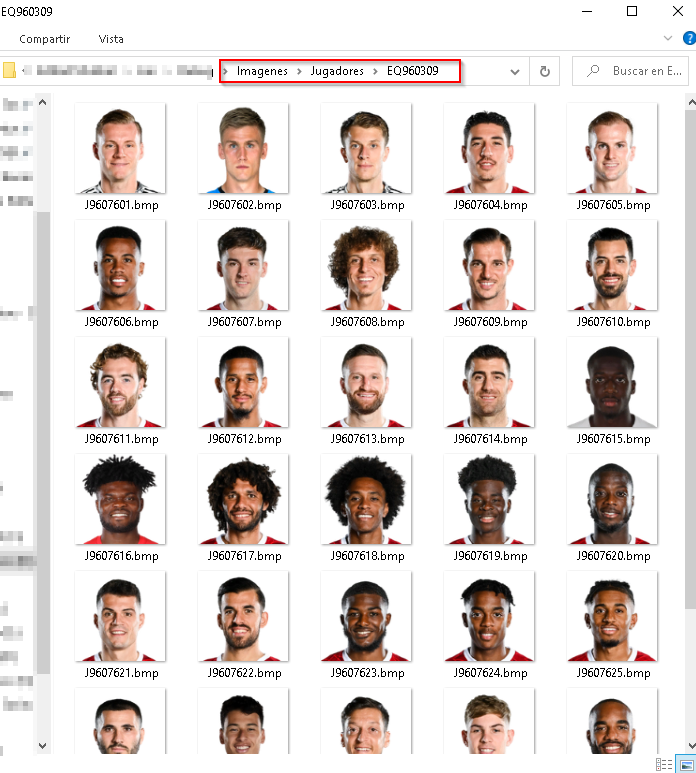 EQ960309
Compartir Vista
Imagenes > Jugadores > EQ960309
Buscar en E...
J9607601.bmp J9607602.bmp J9607603.bmp J9607604.bmp J9607605.bmp
J9607606.bmp J9607607.bmp J9607608.bmp J9607609.bmp J9607610.bmp
J9607611.bmp J9607612.bmp J9607613.bmp J9607614.bmp J9607615.bmp
J9607616.bmp J9607617.bmp J9607618.bmp J9607619.bmp J9607620.bmp
J9607621.bmp J9607622.bmp J9607623.bmp J9607624.bmp J9607625.bmp